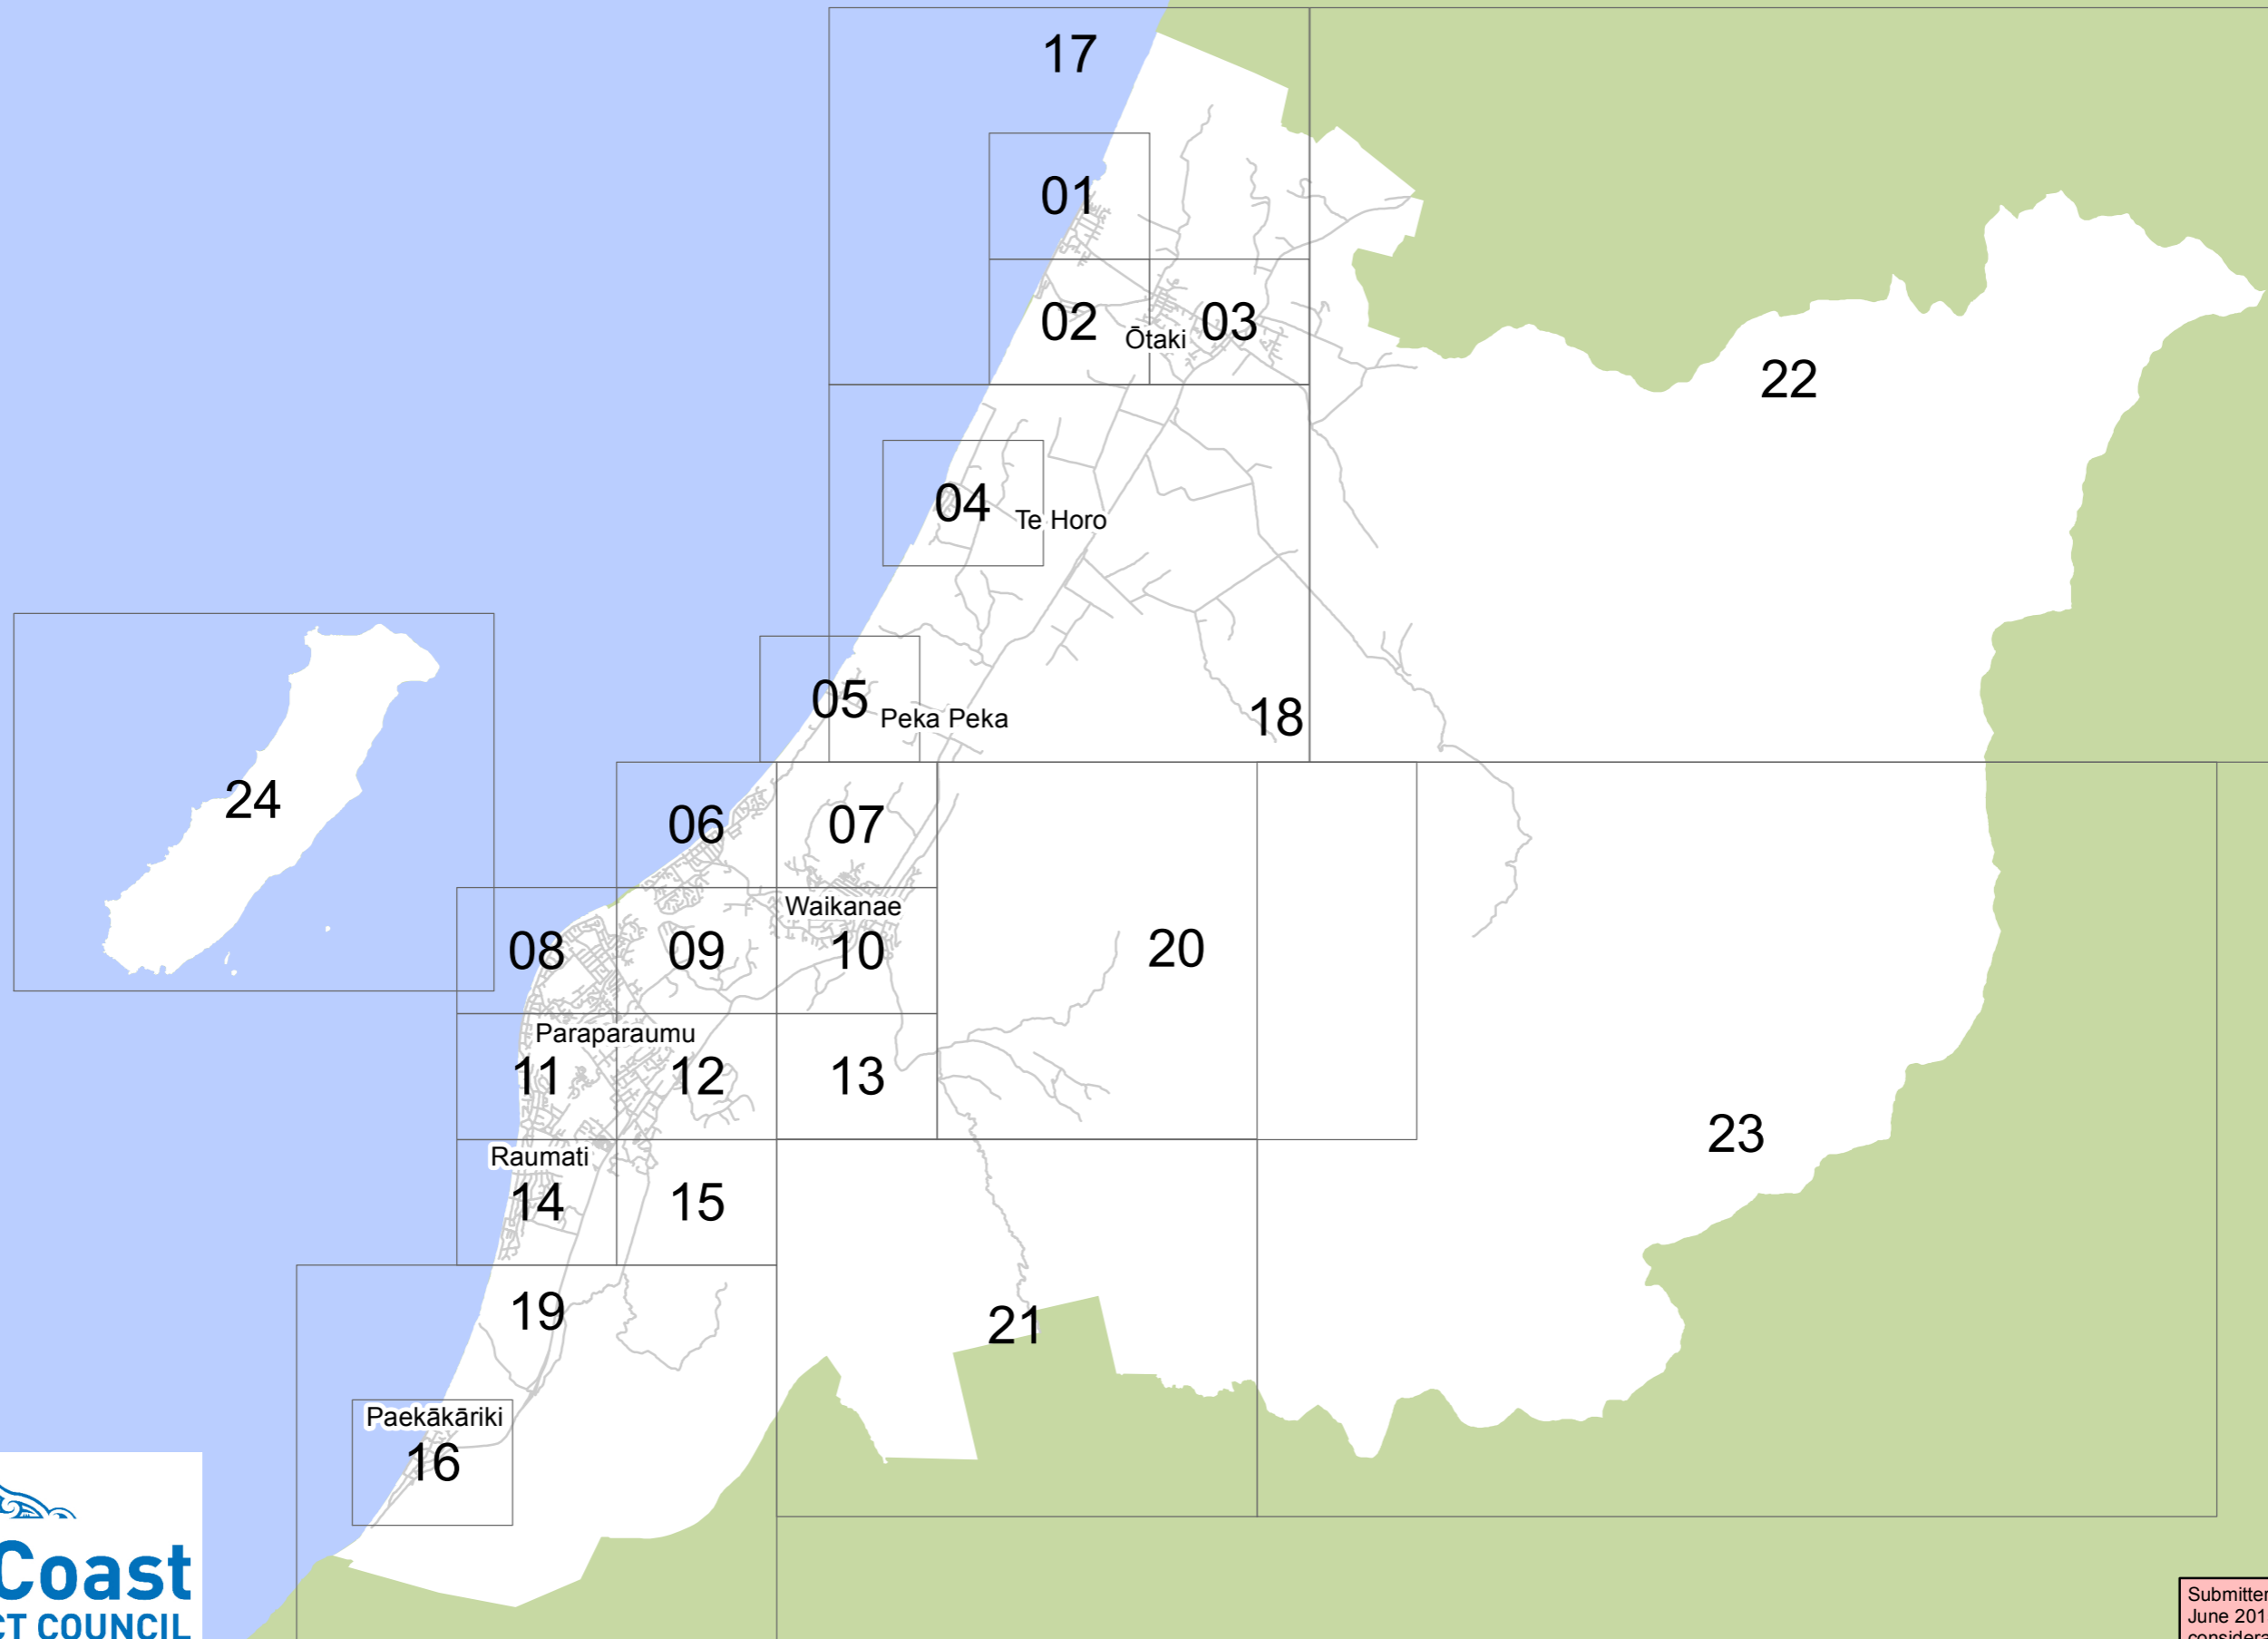 17
01
02
Ōtaki
03
22
04
Te Horo
05
Peka Peka
18
24
06
07
Waikanae
08
09
10
20
Paraparaumu
11
12
13
23
Raumati
14
15
19
21
Paekākāriki
16
Coast
CT COUNCIL
Submitter
June 201
considera